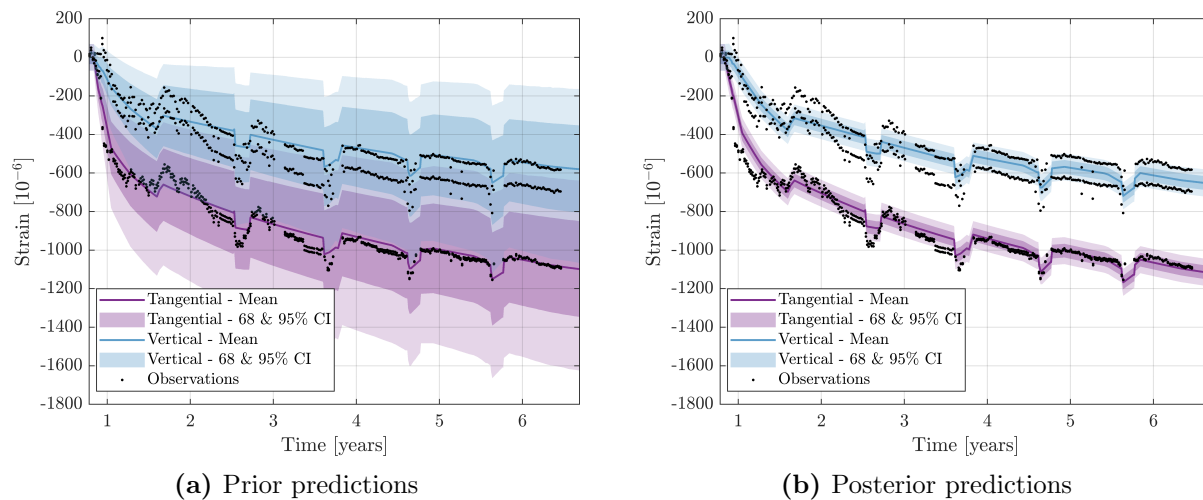 200
0
-200
-400
-600
-800
-1000
-1200
-1400
-1600
-1800
Strain [10⁻⁶]
Tangential - Mean
Tangential - 68 & 95% CI
Vertical - Mean
Vertical - 68 & 95% CI
Observations
1 2 3 4 5 6
Time [years]
(a) Prior predictions
200
0
-200
-400
-600
-800
-1000
-1200
-1400
-1600
-1800
Strain [10⁻⁶]
Tangential - Mean
Tangential - 68 & 95% CI
Vertical - Mean
Vertical - 68 & 95% CI
Observations
1 2 3 4 5 6
Time [years]
(b) Posterior predictions